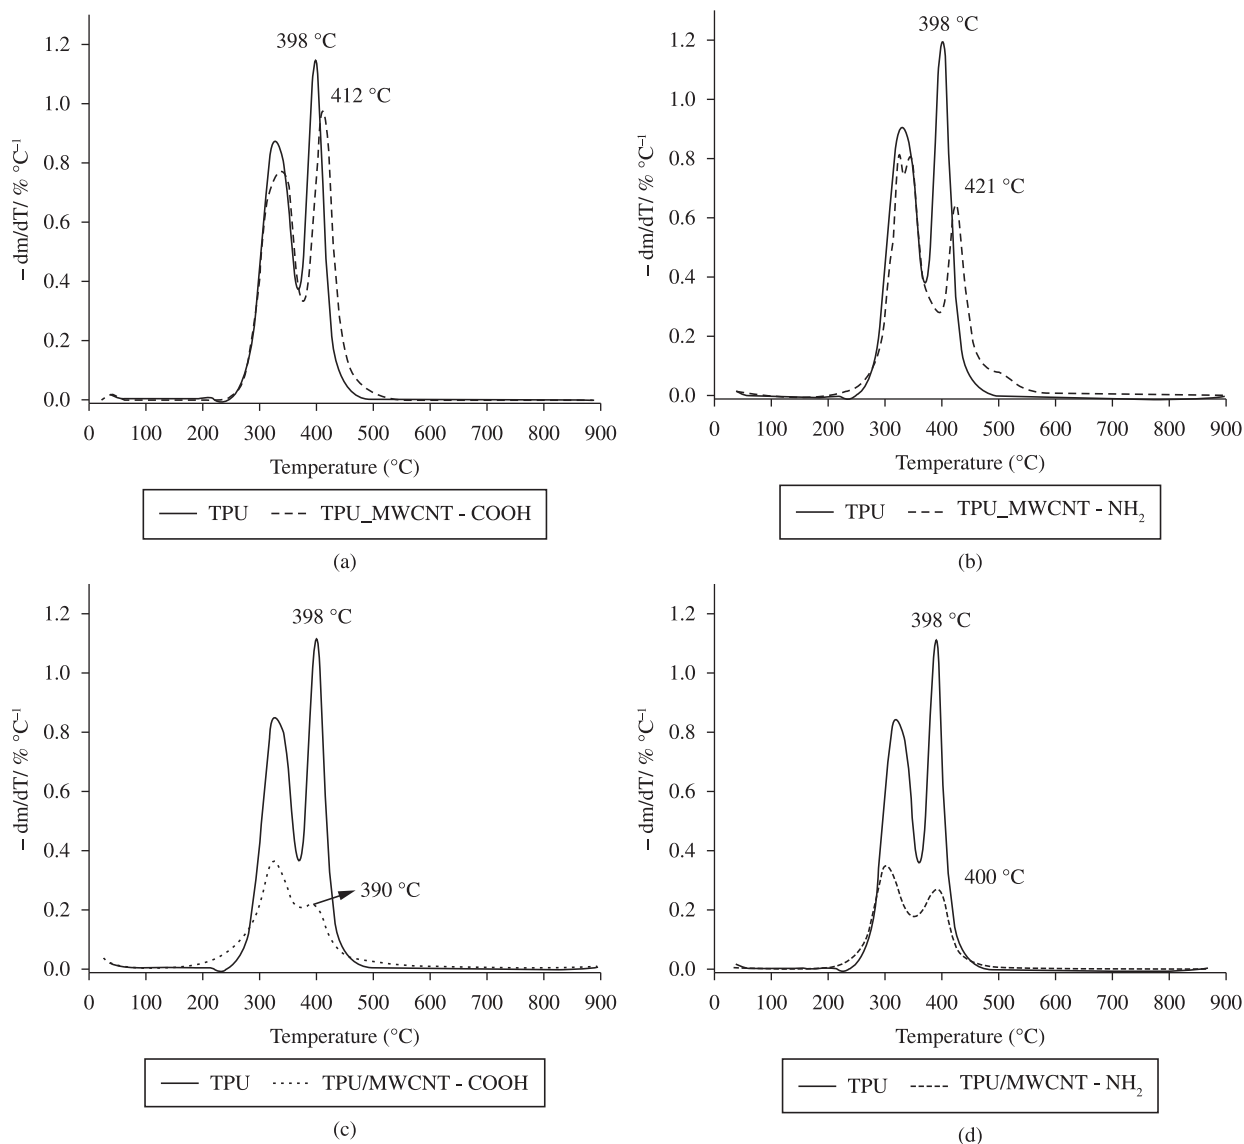 398 °C
412 °C
1.2
1.0
0.8
0.6
0.4
0.2
0.0
– dm/dT/ % °C⁻¹
0 100 200 300 400 500 600 700 800 900
Temperature (°C)
TPU TPU_MWCNT - COOH
(a)
398 °C
421 °C
1.2
1.0
0.8
0.6
0.4
0.2
0.0
– dm/dT/ % °C⁻¹
0 100 200 300 400 500 600 700 800 900
Temperature (°C)
TPU TPU_MWCNT - NH₂
(b)
398 °C
390 °C
1.2
1.0
0.8
0.6
0.4
0.2
0.0
– dm/dT/ % °C⁻¹
0 100 200 300 400 500 600 700 800 900
Temperature (°C)
TPU TPU/MWCNT - COOH
(c)
398 °C
400 °C
1.2
1.0
0.8
0.6
0.4
0.2
0.0
– dm/dT/ % °C⁻¹
0 100 200 300 400 500 600 700 800 900
Temperature (°C)
TPU TPU/MWCNT - NH₂
(d)